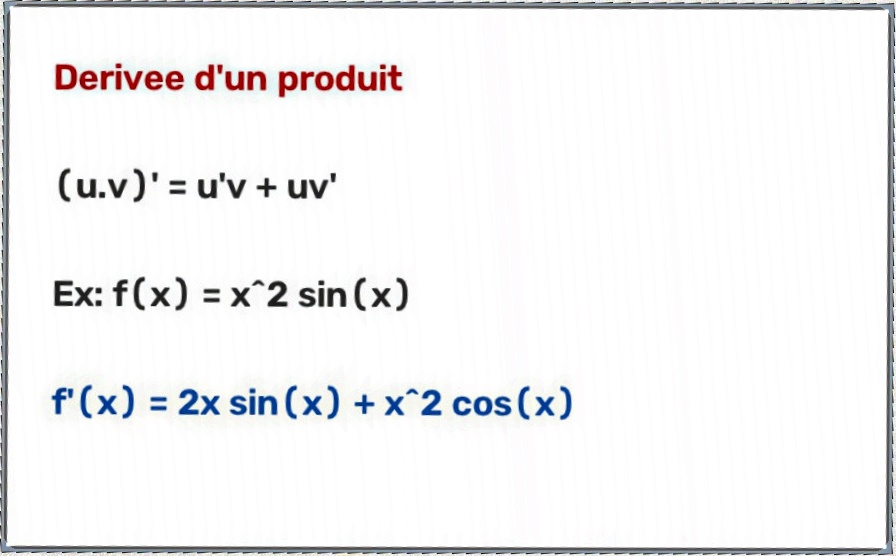 Derivee d'un produit
(u.v)' = u'v + uv'
Ex: f(x) = x^2 sin(x)
f'(x) = 2x sin(x) + x^2 cos(x)